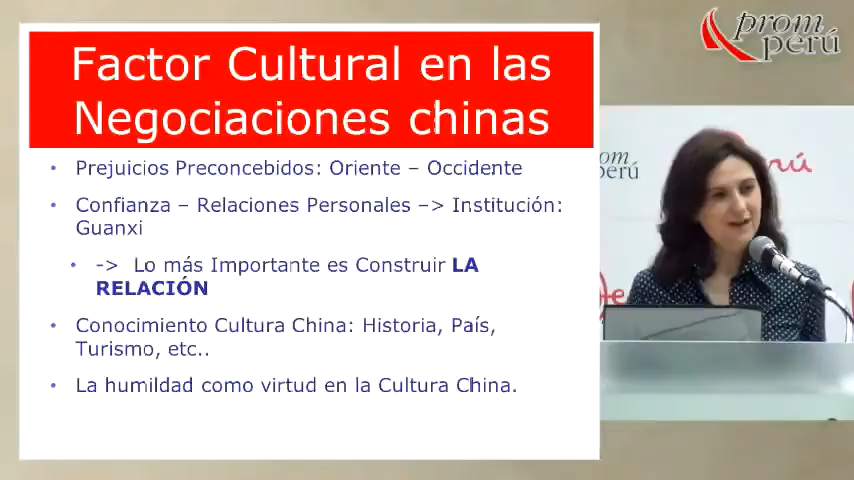 prom
perú
Factor Cultural en las
Negociaciones chinas
• Prejuicios Preconcebidos: Oriente – Occidente
• Confianza – Relaciones Personales –> Institución:
Guanxi
• -> Lo más Importante es Construir LA
RELACIÓN
• Conocimiento Cultura China: Historia, País,
Turismo, etc..
• La humildad como virtud en la Cultura China.
om
perú